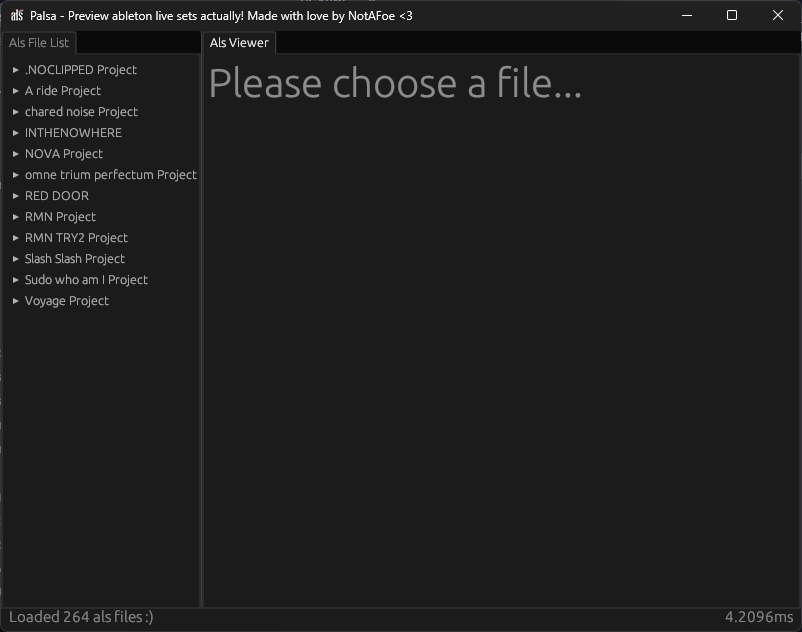 als Palsa - Preview ableton live sets actually! Made with love by NotAFoe <3
Als File List
Als Viewer
.NOCLIPPED Project
A ride Project
chared noise Project
INTHENOWHERE
NOVA Project
omne trium perfectum Project
RED DOOR
RMN Project
RMN TRY2 Project
Slash Slash Project
Sudo who am I Project
Voyage Project
Please choose a file...
Loaded 264 als files :)
4.2096ms